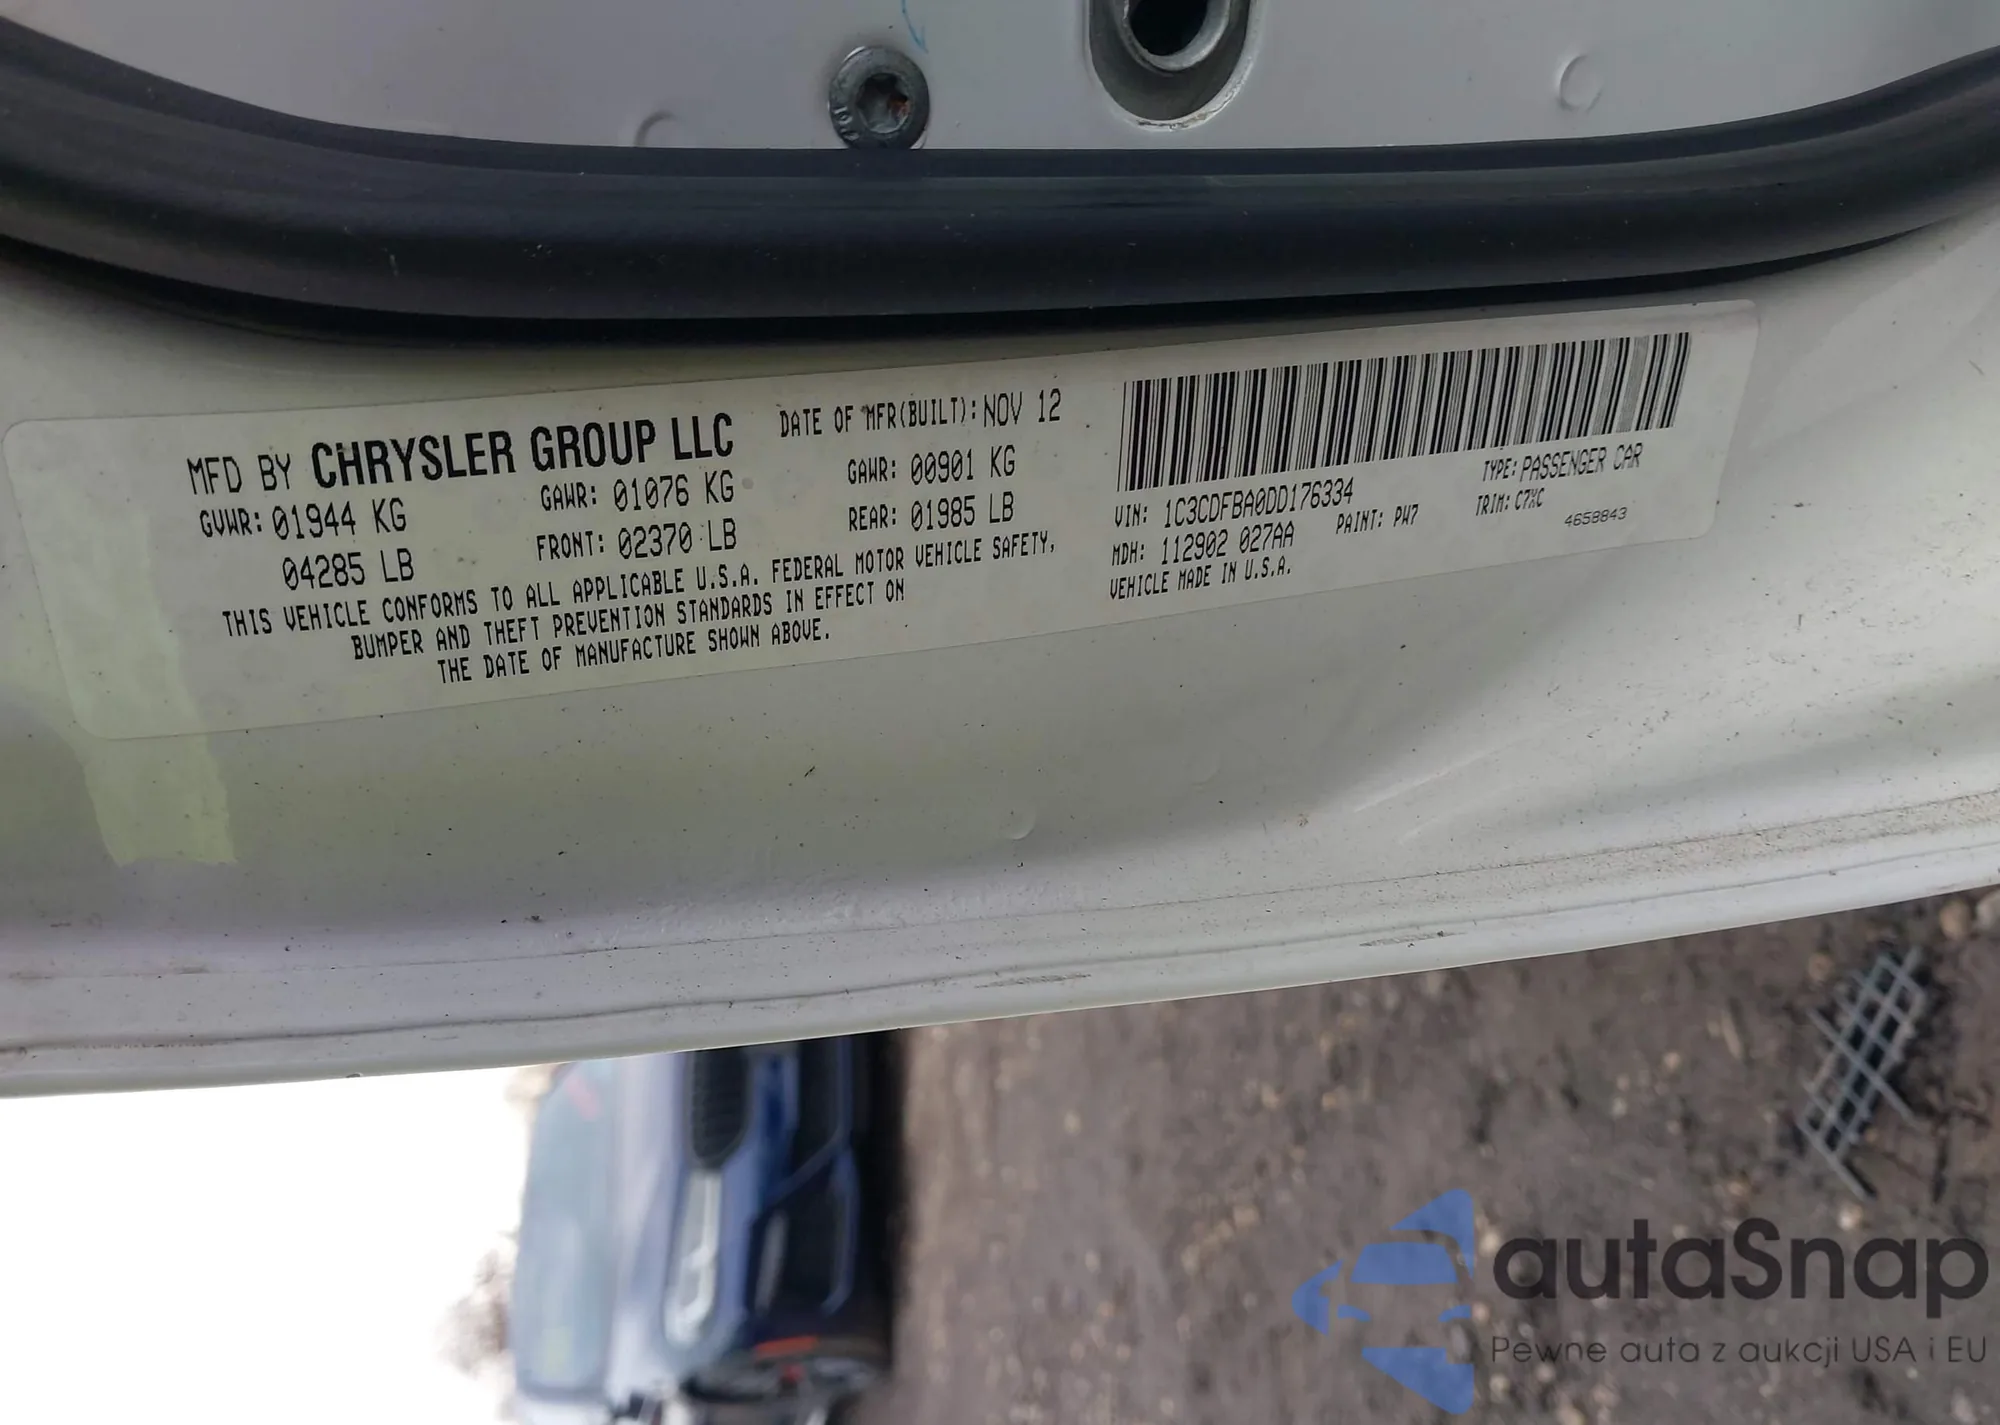 MFD BY CHRYSLER GROUP LLC DATE OF MFR(BUILT): NOV 12
GVWR: 01944 KG GAWR: 01076 KG GAWR: 00901 KG
04285 LB FRONT: 02370 LB REAR: 01985 LB
THIS VEHICLE CONFORMS TO ALL APPLICABLE U.S.A. FEDERAL MOTOR VEHICLE SAFETY,
BUMPER AND THEFT PREVENTION STANDARDS IN EFFECT ON
THE DATE OF MANUFACTURE SHOWN ABOVE.
VIN: 1C3CDFBA0DD176334 TYPE: PASSENGER CAR
MDH: 112902 027AA PAINT: PW7 TRIM: C7XC
VEHICLE MADE IN U.S.A. 4658843
autaSnap
Pewne auta z aukcji USA i EU